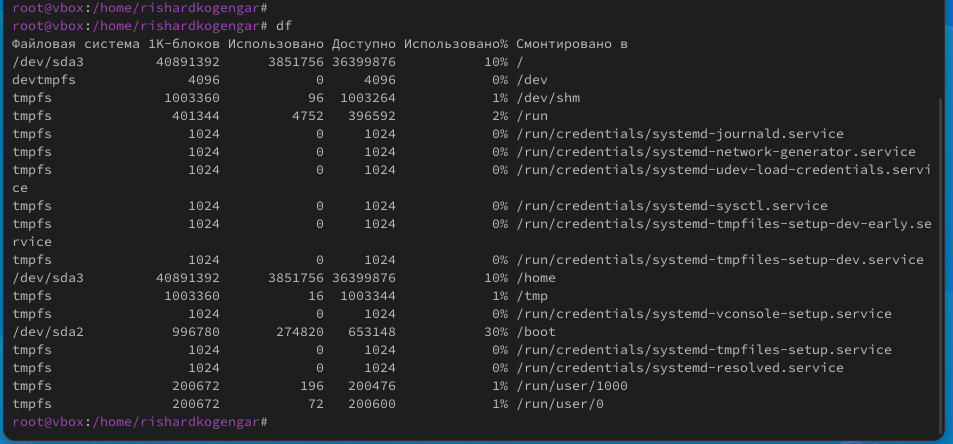 root@vbox:/home/rishardkogengar#
root@vbox:/home/rishardkogengar# df
Файловая система 1K-блоков Использовано Доступно Использовано% Смонтировано в
/dev/sda3         40891392      3851756 36399876           10% /
devtmpfs              4096            0     4096            0% /dev
tmpfs              1003360           96  1003264            1% /dev/shm
tmpfs               401344         4752   396592            2% /run
tmpfs                 1024            0     1024            0% /run/credentials/systemd-journald.service
tmpfs                 1024            0     1024            0% /run/credentials/systemd-network-generator.service
tmpfs                 1024            0     1024            0% /run/credentials/systemd-udev-load-credentials.servi
ce
tmpfs                 1024            0     1024            0% /run/credentials/systemd-sysctl.service
tmpfs                 1024            0     1024            0% /run/credentials/systemd-tmpfiles-setup-dev-early.se
rvice
tmpfs                 1024            0     1024            0% /run/credentials/systemd-tmpfiles-setup-dev.service
/dev/sda3         40891392      3851756 36399876           10% /home
tmpfs              1003360           16  1003344            1% /tmp
tmpfs                 1024            0     1024            0% /run/credentials/systemd-vconsole-setup.service
/dev/sda2           996780       274820   653148           30% /boot
tmpfs                 1024            0     1024            0% /run/credentials/systemd-tmpfiles-setup.service
tmpfs                 1024            0     1024            0% /run/credentials/systemd-resolved.service
tmpfs               200672          196   200476            1% /run/user/1000
tmpfs               200672           72   200600            1% /run/user/0
root@vbox:/home/rishardkogengar#